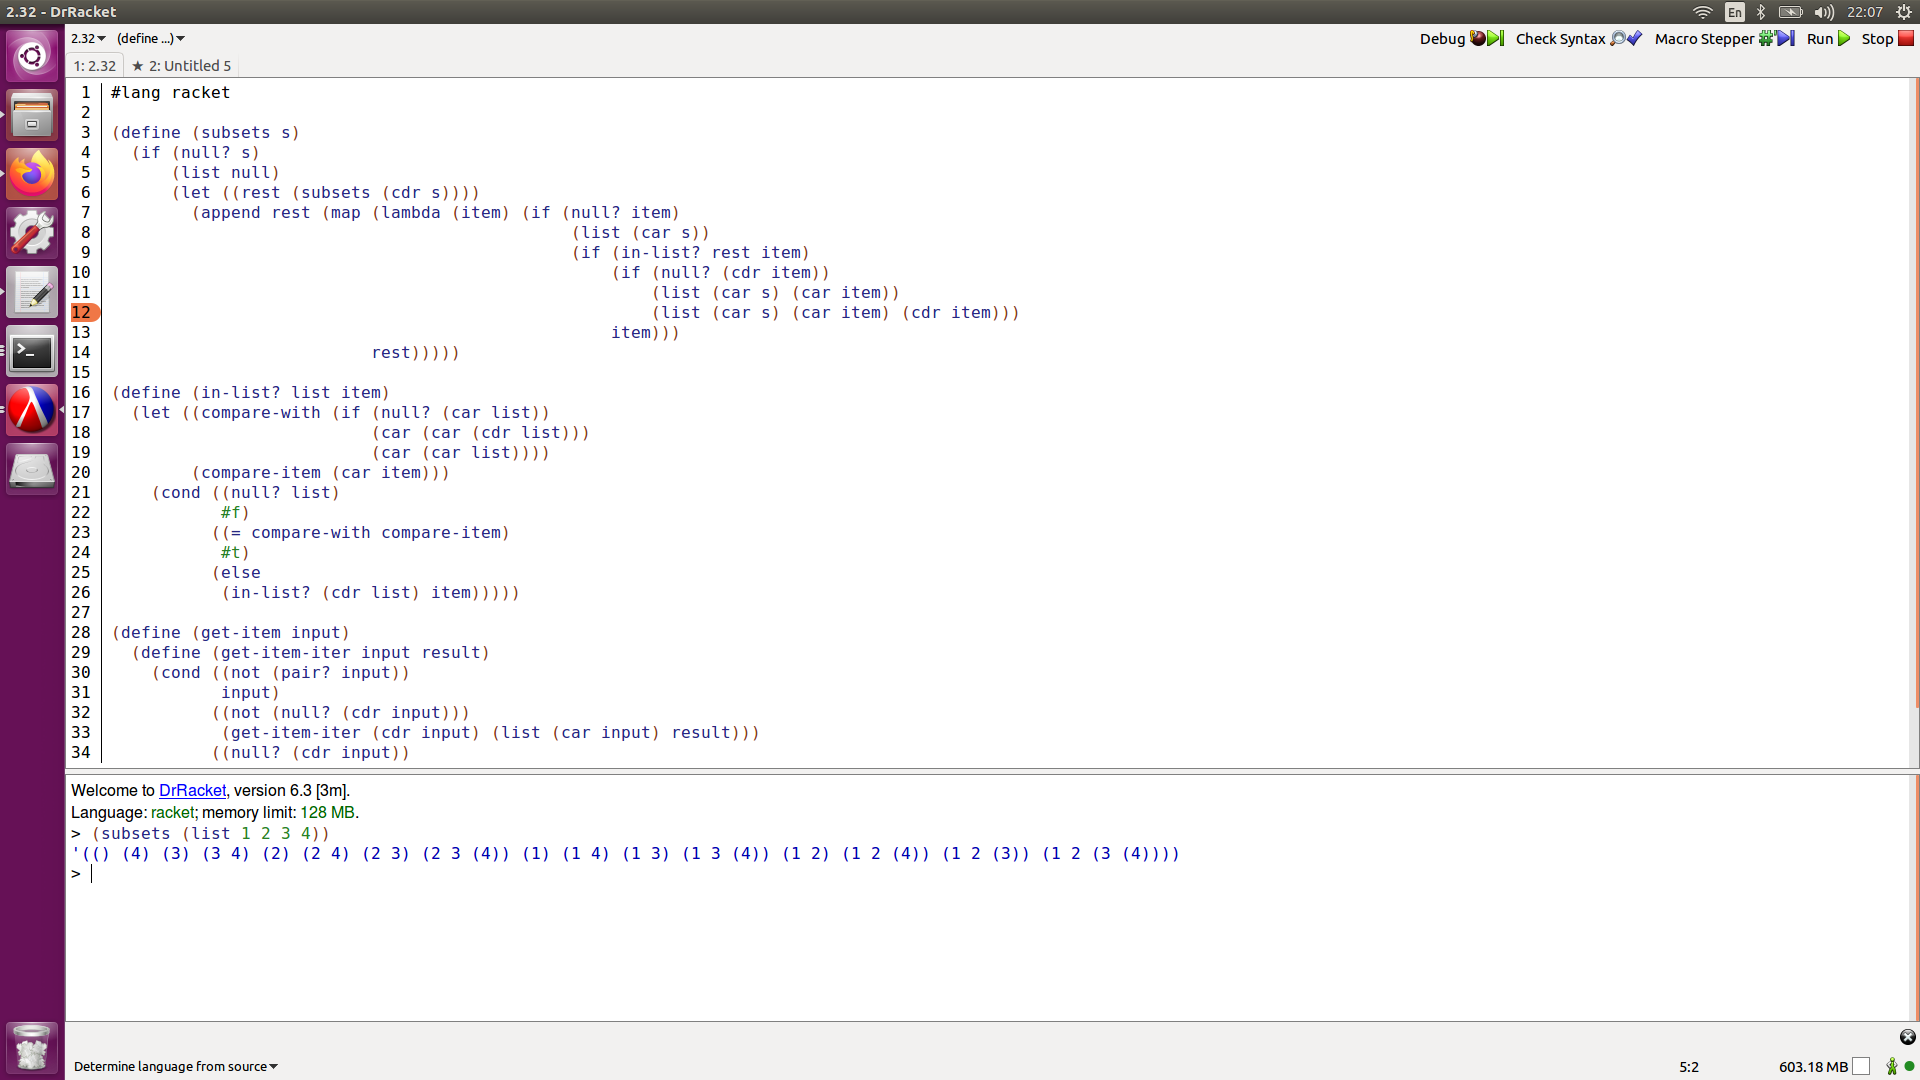 2.32 - DrRacket
En
22:07
2.32 (define ...)
Debug Check Syntax Macro Stepper Run Stop
1: 2.32 ★ 2: Untitled 5
1 #lang racket
2
3 (define (subsets s)
4   (if (null? s)
5       (list null)
6       (let ((rest (subsets (cdr s))))
7         (append rest (map (lambda (item) (if (null? item)
8                                               (list (car s))
9                                               (if (in-list? rest item)
10                                                  (if (null? (cdr item))
11                                                      (list (car s) (car item))
12                                                      (list (car s) (car item) (cdr item)))
13                                                  item)))
14                           rest)))))
15
16 (define (in-list? list item)
17   (let ((compare-with (if (null? (car list))
18                           (car (car (cdr list)))
19                           (car (car list))))
20         (compare-item (car item)))
21     (cond ((null? list)
22            #f)
23           ((= compare-with compare-item)
24            #t)
25           (else
26            (in-list? (cdr list) item)))))
27
28 (define (get-item input)
29   (define (get-item-iter input result)
30     (cond ((not (pair? input))
31            input)
32           ((not (null? (cdr input)))
33            (get-item-iter (cdr input) (list (car input) result)))
34           ((null? (cdr input))
Welcome to DrRacket, version 6.3 [3m].
Language: racket; memory limit: 128 MB.
> (subsets (list 1 2 3 4))
'(() (4) (3) (3 4) (2) (2 4) (2 3) (2 3 (4)) (1) (1 4) (1 3) (1 3 (4)) (1 2) (1 2 (4)) (1 2 (3)) (1 2 (3 (4))))
>
Determine language from source 5:2 603.18 MB